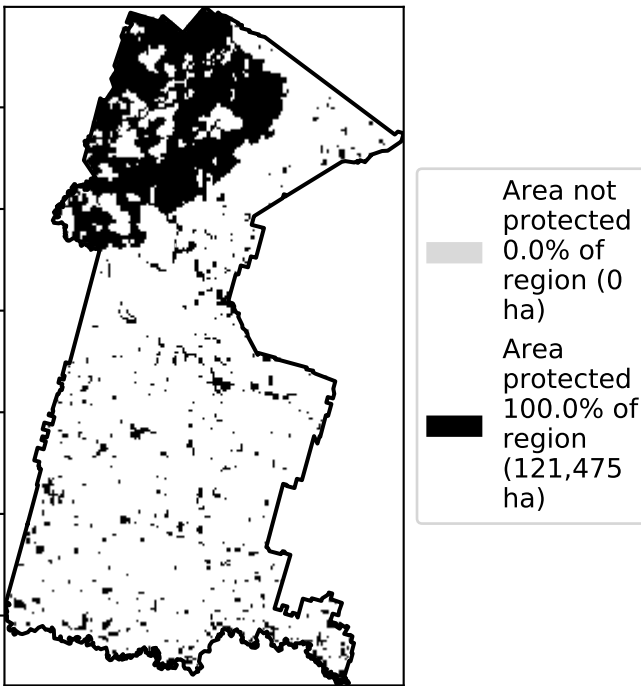 Area not
protected
0.0% of
region (0
ha)
Area
protected
100.0% of
region
(121,475
ha)